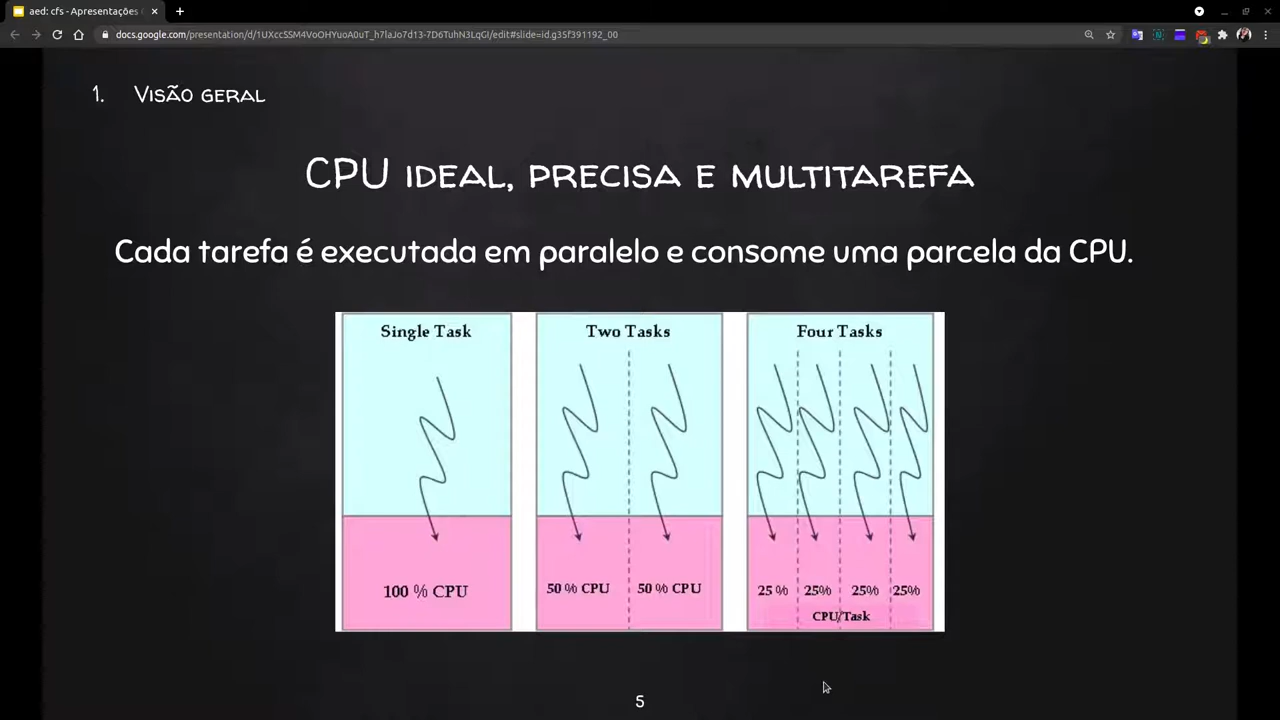 aed: cfs - Apresentações
docs.google.com/presentation/d/1UXccSSM4VoOHYuoA0uT_h7laJo7d13-7D6TuhN3LqGI/edit#slide=id.g35f391192_00
1. Visão geral
CPU ideal, precisa e multitarefa
Cada tarefa é executada em paralelo e consome uma parcela da CPU.
Single Task
Two Tasks
Four Tasks
100 % CPU
50 % CPU
50 % CPU
25 %
25%
25%
25%
CPU/Task
5